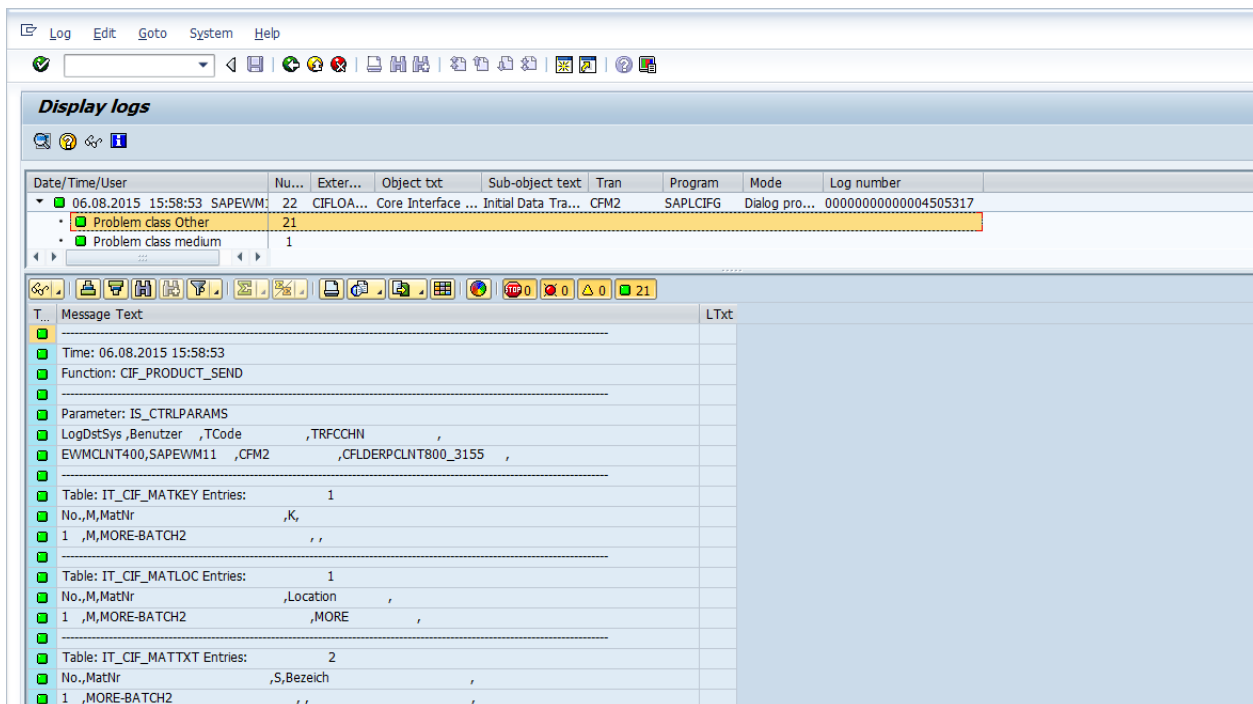 Log Edit Goto System Help
Display logs
Date/Time/User Nu... Exter... Object txt Sub-object text Tran Program Mode Log number
06.08.2015 15:58:53 SAPEWM1 22 CIFLOA... Core Interface ... Initial Data Tra... CFM2 SAPLCIFG Dialog pro... 00000000000004505317
Problem class Other 21
Problem class medium 1
STOP 0 0 0 21
T... Message Text LTxt
Time: 06.08.2015 15:58:53
Function: CIF_PRODUCT_SEND
Parameter: IS_CTRLPARAMS
LogDstSys ,Benutzer ,TCode ,TRFCCHN ,
EWMCLNT400,SAPEWM11 ,CFM2 ,CFLDERPCLNT800_3155 ,
Table: IT_CIF_MATKEY Entries: 1
No.,M,MatNr ,K,
1 ,M,MORE-BATCH2 , ,
Table: IT_CIF_MATLOC Entries: 1
No.,M,MatNr ,Location ,
1 ,M,MORE-BATCH2 ,MORE ,
Table: IT_CIF_MATTXT Entries: 2
No.,MatNr ,S,Bezeich ,
1 ,MORE-BATCH2 , , ,